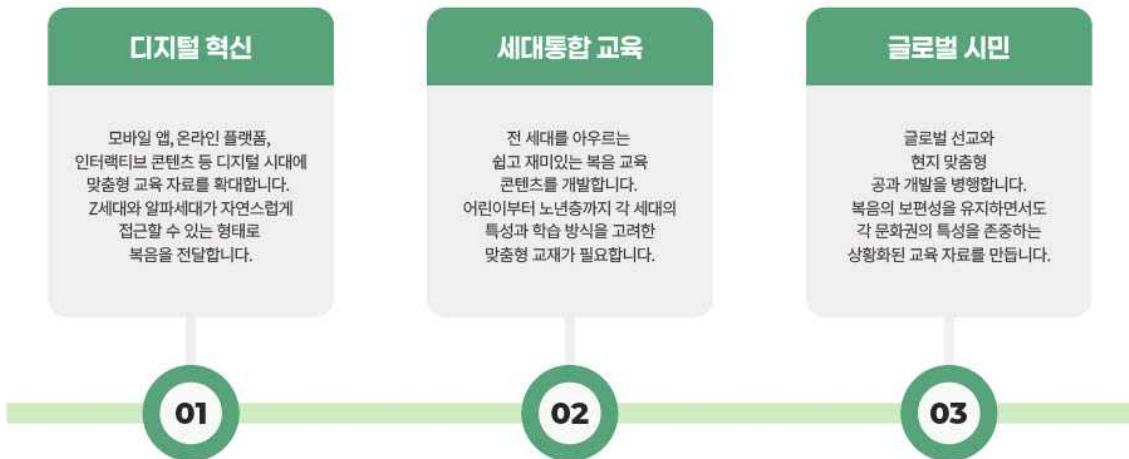 디지털 혁신
모바일 앱, 온라인 플랫폼,
인터랙티브 콘텐츠 등 디지털 시대에
맞춤형 교육 자료를 확대합니다.
Z세대와 알파세대가 자연스럽게
접근할 수 있는 형태로
복음을 전달합니다.
01
세대통합 교육
전 세대를 아우르는
쉽고 재미있는 복음 교육
콘텐츠를 개발합니다.
어린이부터 노년층까지 각 세대의
특성과 학습 방식을 고려한
맞춤형 교재가 필요합니다.
02
글로벌 시민
글로벌 선교와
현지 맞춤형
공과 개발을 병행합니다.
복음의 보편성을 유지하면서도
각 문화권의 특성을 존중하는
상황화된 교육 자료를 만듭니다.
03